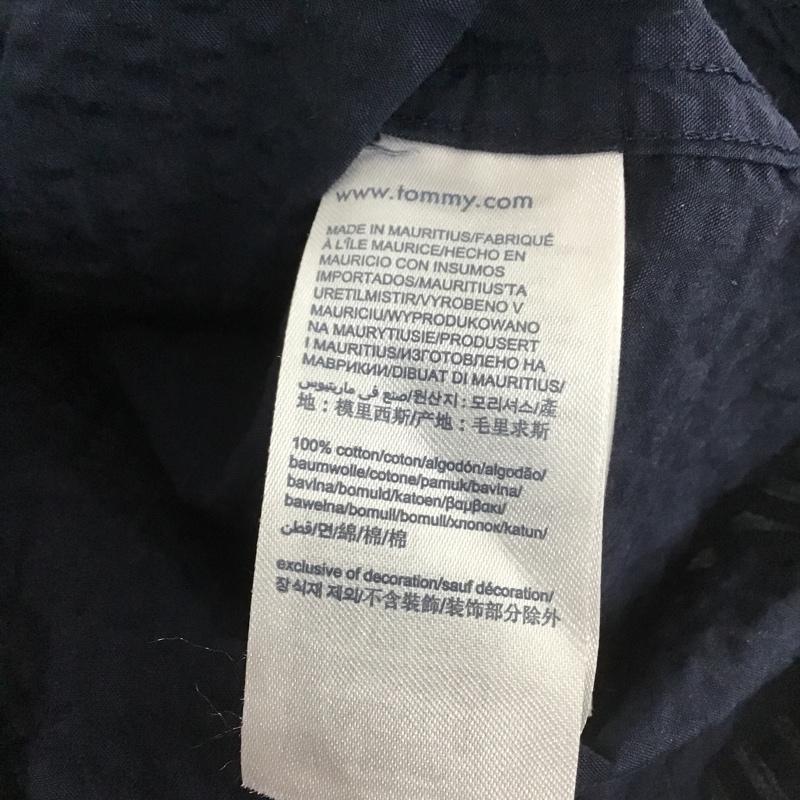 www.tommy.com
MADE IN MAURITIUS/FABRIQUÉ
À L'ÎLE MAURICE/HECHO EN
MAURICIO CON INSUMOS
IMPORTADOS/MAURITIUS'TA
URETILMISTIR/VYROBENO V
MAURICIU/WYPRODUKOWANO
NA MAURYTIUSIE/PRODUSERT
I MAURITIUS/ИЗГОТОВЛЕНО НА
МАВРИКИИ/DIBUAT DI MAURITIUS/
صنع في ماريتيوس/원산지 : 모리셔스/產
地 : 模里西斯/产地 : 毛里求斯
100% cotton/coton/algodón/algodão/
baumwolle/cotone/pamuk/bavlna/
bavlna/bomuld/katoen/βαμβακι/
bawełna/bomull/bomull/хлопок/katun/
قطن/면/綿/棉/棉
exclusive of decoration/sauf décoration/
장식재 제외/不含裝飾/装饰部分除外